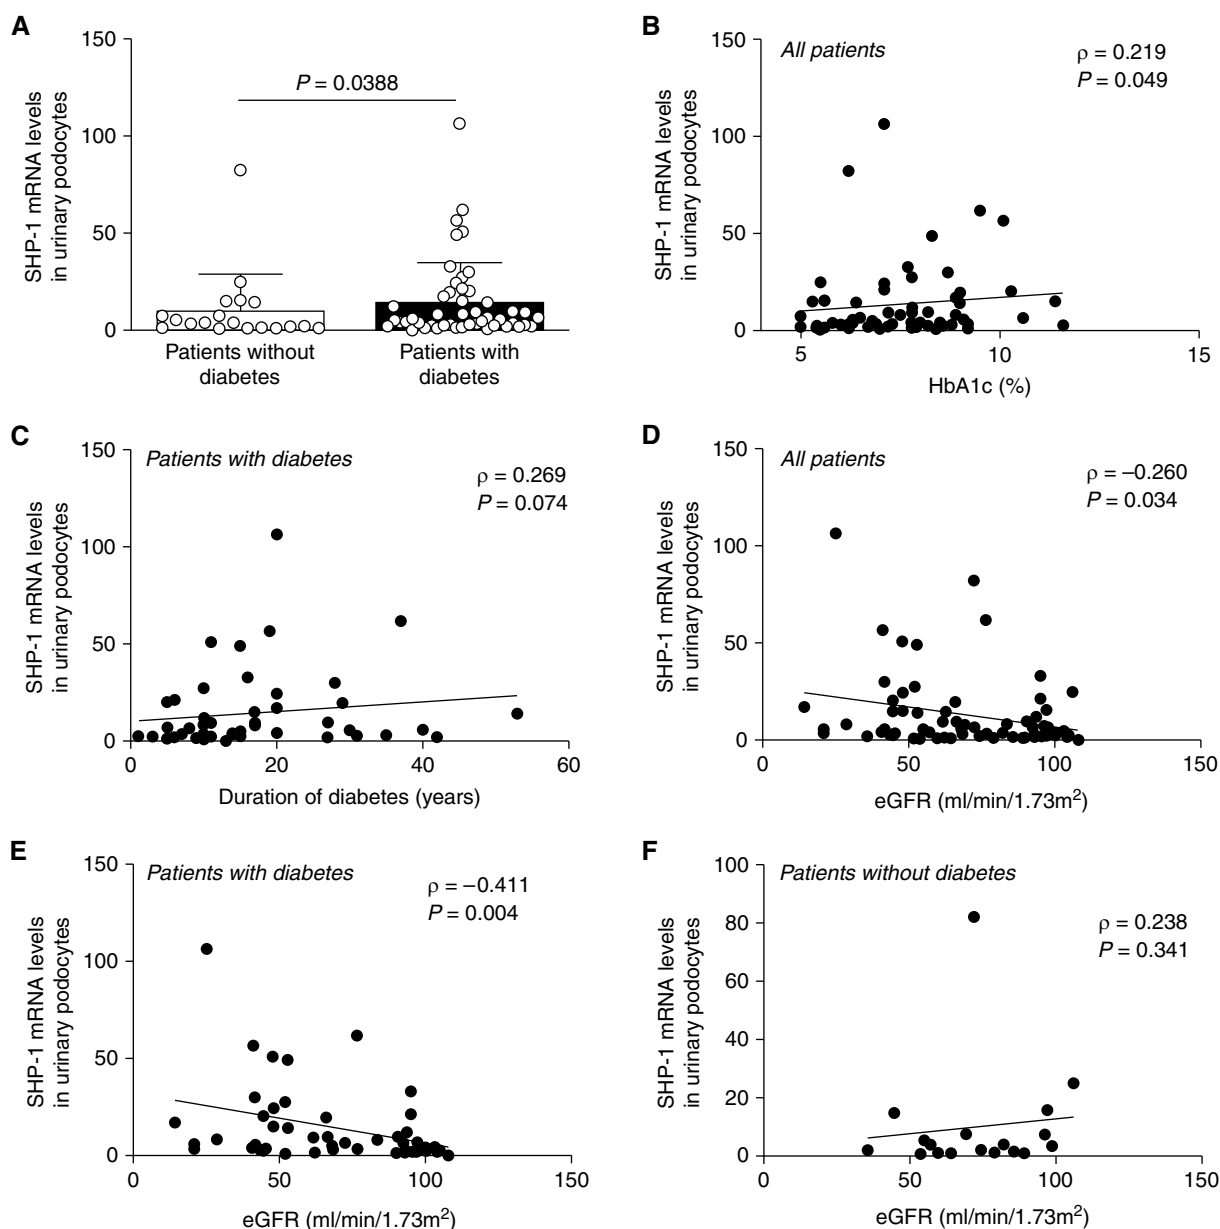 A
SHP-1 mRNA levels
in urinary podocytes
150
100
50
0
P = 0.0388
Patients without
diabetes
Patients with
diabetes
B
SHP-1 mRNA levels
in urinary podocytes
150
100
50
0
All patients
ρ = 0.219
P = 0.049
5
10
15
HbA1c (%)
C
SHP-1 mRNA levels
in urinary podocytes
150
100
50
0
Patients with diabetes
ρ = 0.269
P = 0.074
0
20
40
60
Duration of diabetes (years)
D
SHP-1 mRNA levels
in urinary podocytes
150
100
50
0
All patients
ρ = −0.260
P = 0.034
0
50
100
150
eGFR (ml/min/1.73m²)
E
SHP-1 mRNA levels
in urinary podocytes
150
100
50
0
Patients with diabetes
ρ = −0.411
P = 0.004
0
50
100
150
eGFR (ml/min/1.73m²)
F
SHP-1 mRNA levels
in urinary podocytes
100
80
60
40
20
0
Patients without diabetes
ρ = 0.238
P = 0.341
0
50
100
150
eGFR (ml/min/1.73m²)